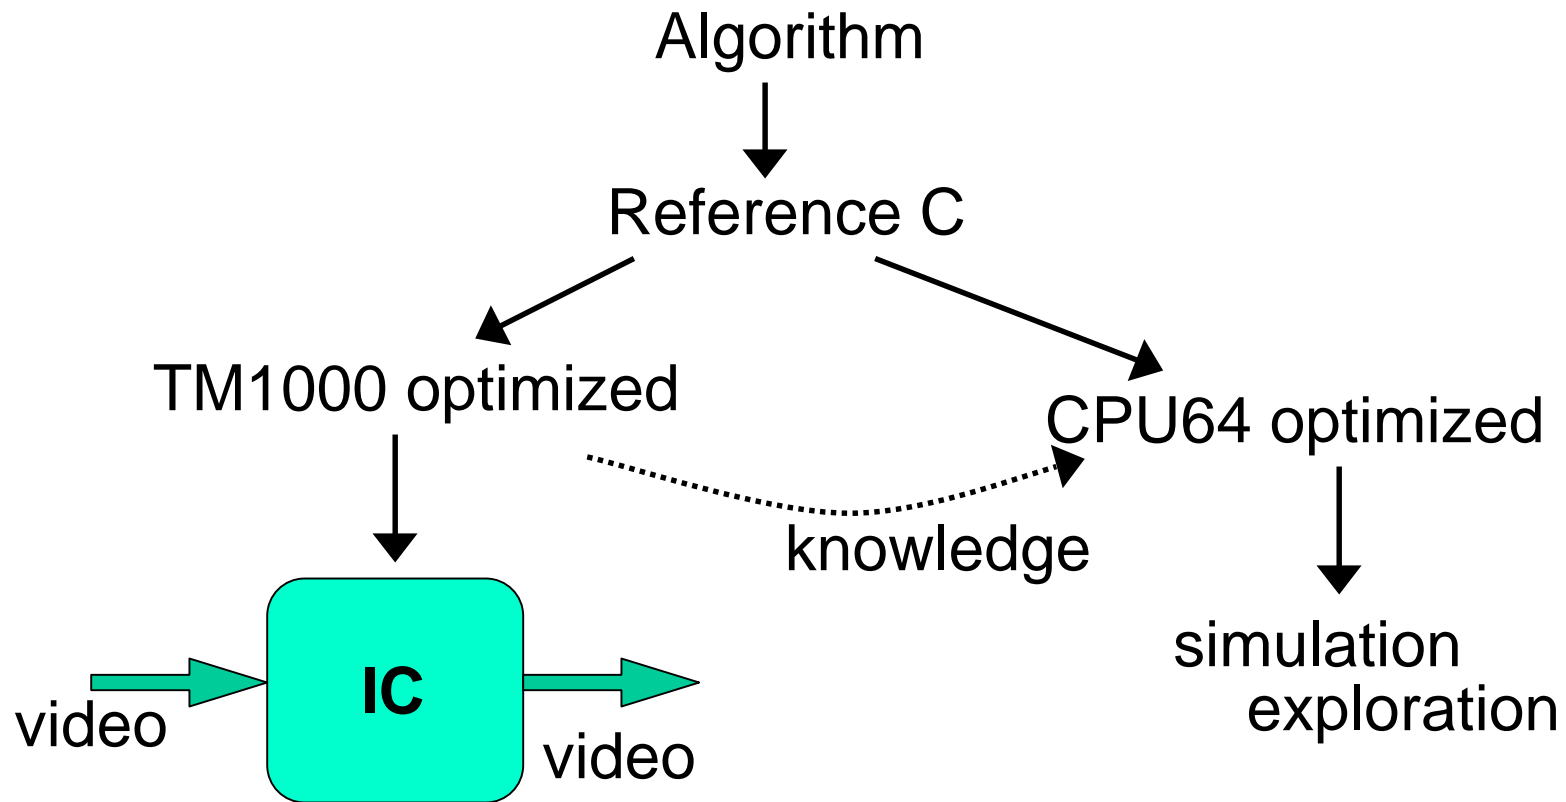 Algorithm
Reference C
TM1000 optimized
CPU64 optimized
knowledge
simulation
exploration
IC
video
video